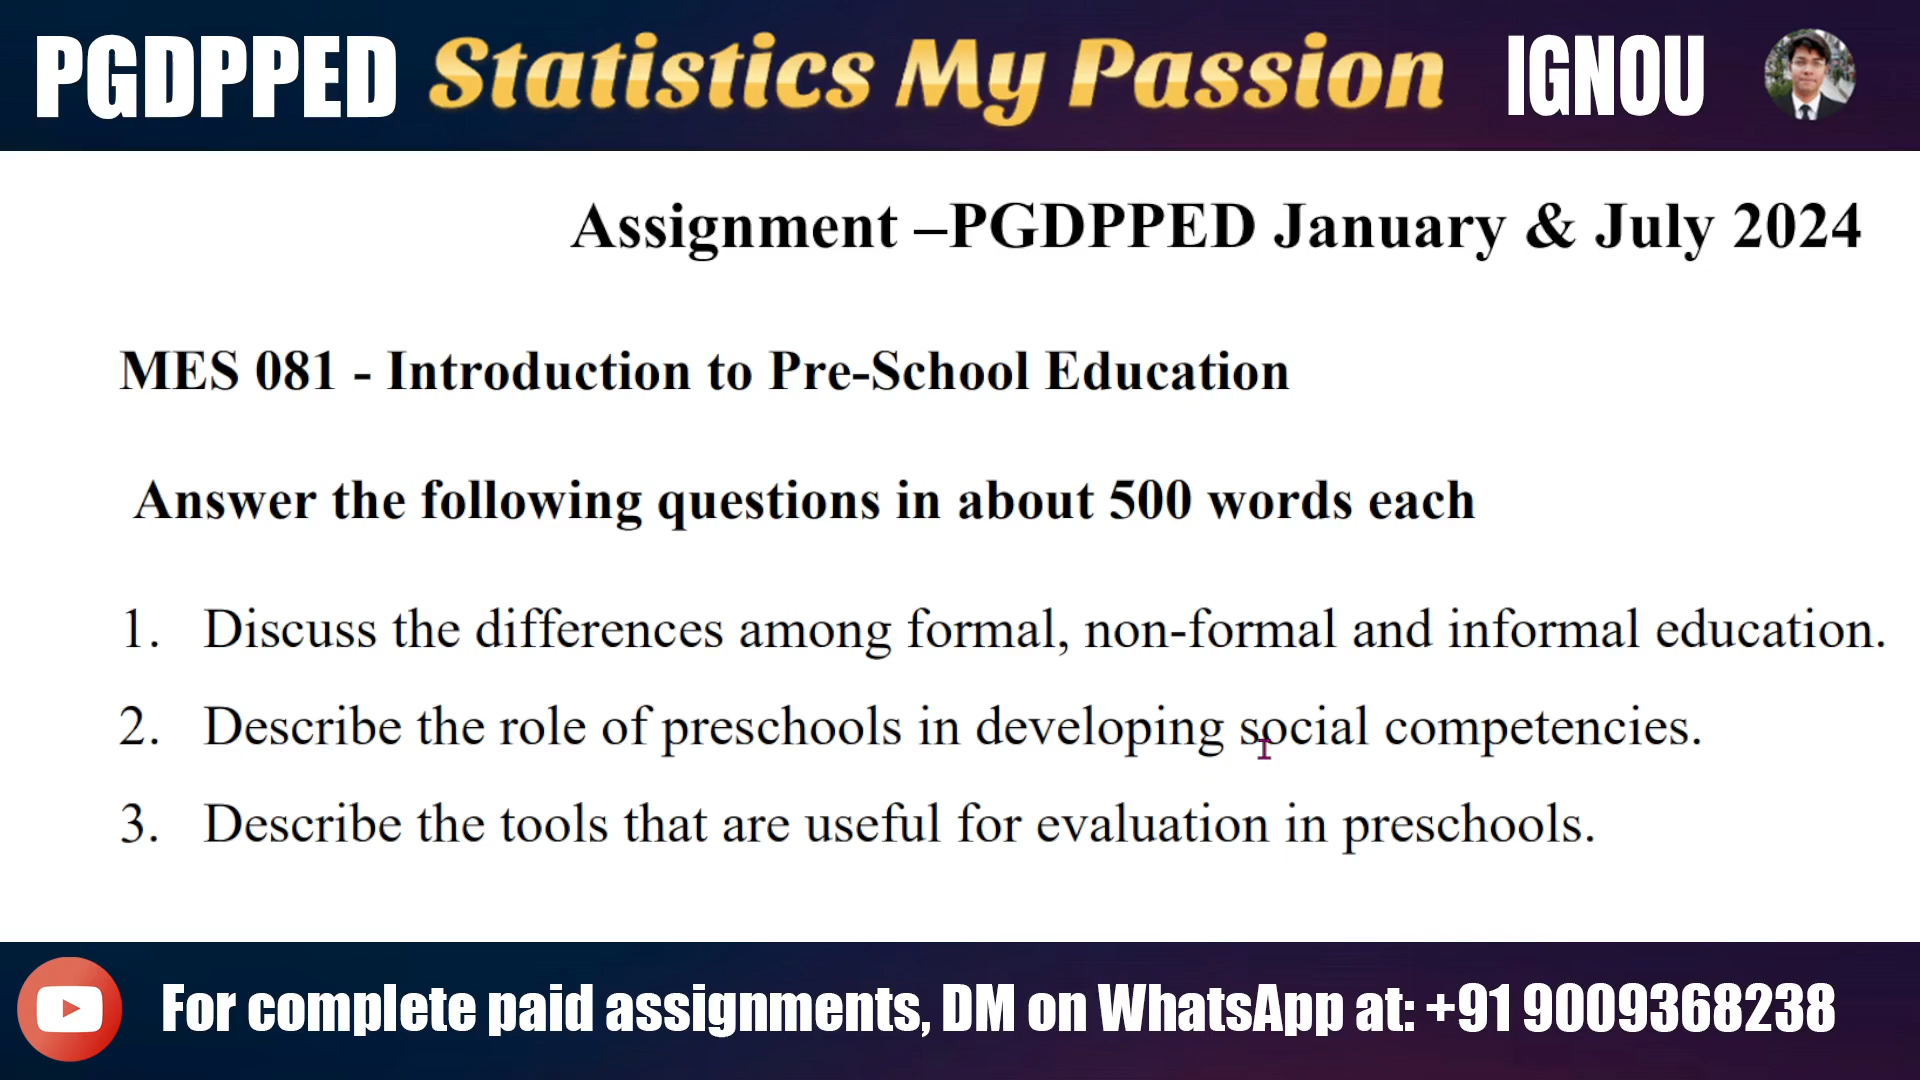 PGDPPED Statistics My Passion IGNOU
Assignment –PGDPPED January & July 2024
MES 081 - Introduction to Pre-School Education
Answer the following questions in about 500 words each
1. Discuss the differences among formal, non-formal and informal education.
2. Describe the role of preschools in developing social competencies.
3. Describe the tools that are useful for evaluation in preschools.
For complete paid assignments, DM on WhatsApp at: +91 9009368238